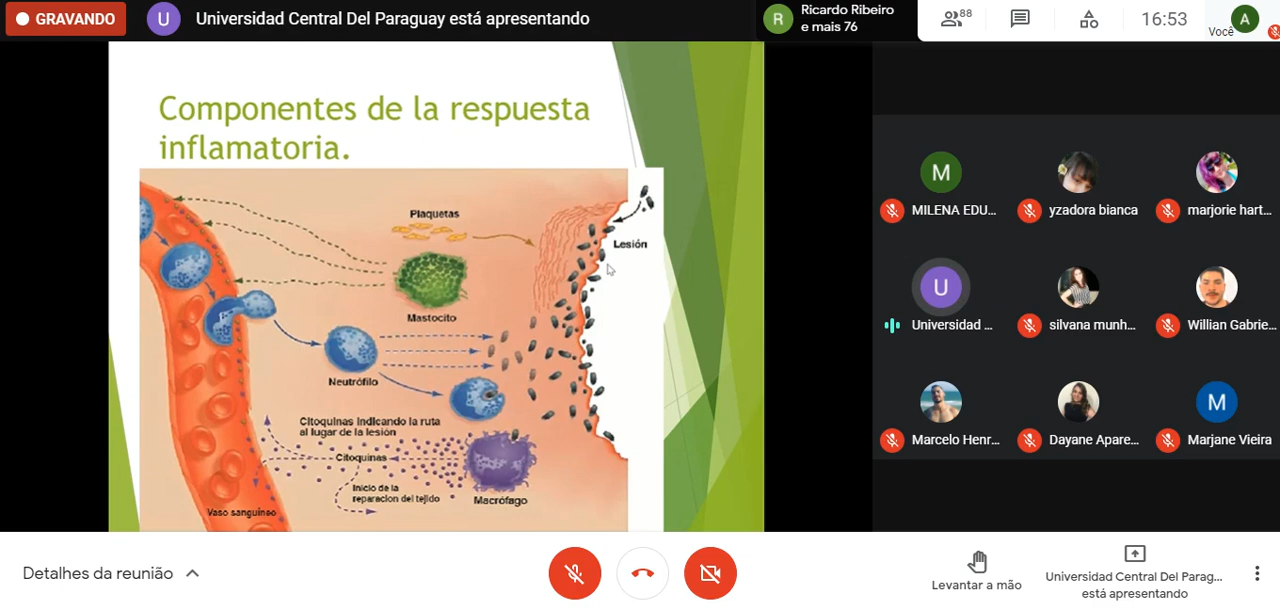 GRAVANDO
U
Universidad Central Del Paraguay está apresentando
R
Ricardo Ribeiro
e mais 76
88
16:53
Você
A
Componentes de la respuesta
inflamatoria.
Plaquetas
Lesión
Mastocito
Neutrófilo
Citoquinas indicando la ruta
al lugar de la lesión
Citoquinas
Inicio de la
reparacion del tejido
Macrófago
Vaso sanguíneo
M
MILENA EDU...
yzadora bianca
marjorie hart...
U
Universidad ...
silvana munh...
Willian Gabrie...
Marcelo Henr...
Dayane Apare...
M
Marjane Vieira
Detalhes da reunião
Levantar a mão
Universidad Central Del Parag...
está apresentando